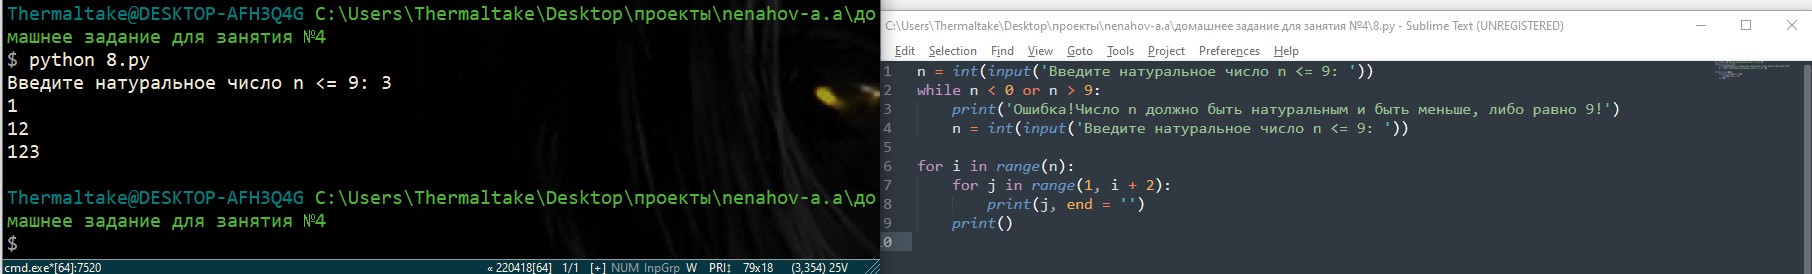 Thermaltake@DESKTOP-AFH3Q4G C:\Users\Thermaltake\Desktop\проекты\nenahov-a.a\до
машнее задание для занятия №4
$ python 8.py
Введите натуральное число n <= 9: 3
1
12
123
Thermaltake@DESKTOP-AFH3Q4G C:\Users\Thermaltake\Desktop\проекты\nenahov-a.a\до
машнее задание для занятия №4
$
cmd.exe*[64]:7520 « 220418[64] 1/1 [+] NUM InpGrp W PRI↕ 79x18 (3,354) 25V
C:\Users\Thermaltake\Desktop\проекты\nenahov-a.a\домашнее задание для занятия №4\8.py - Sublime Text (UNREGISTERED)
Edit Selection Find View Goto Tools Project Preferences Help
1 n = int(input('Введите натуральное число n <= 9: '))
2 while n < 0 or n > 9:
3     print('Ошибка!Число n должно быть натуральным и быть меньше, либо равно 9!')
4     n = int(input('Введите натуральное число n <= 9: '))
5
6 for i in range(n):
7     for j in range(1, i + 2):
8         print(j, end = '')
9     print()
0